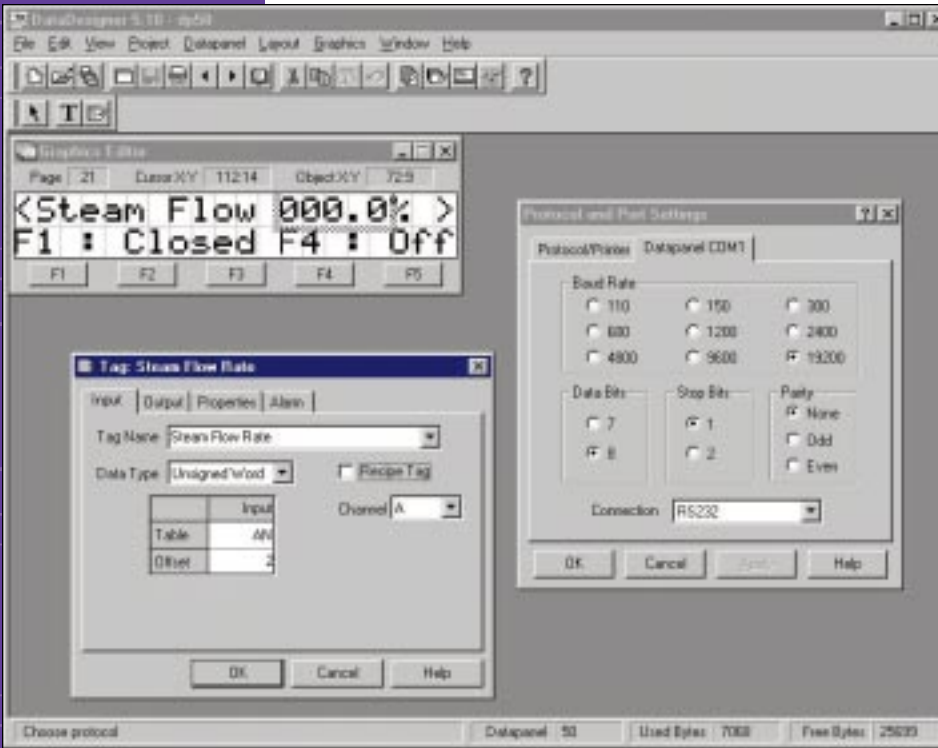 DataDesigner 5.10 - dp50
File Edit View Project Datapanel Layout Graphics Window Help
T T ?
Graphics Editor
Page 21 Cursor X:Y 112:14 Object X:Y 72:9
<Steam Flow 000.0% >
F1 : Closed F4 : Off
F1 F2 F3 F4 F5
Protocol and Port Settings
Protocol/Printer Datapanel COM1
Baud Rate
110 150 300
600 1200 2400
4800 9600 19200
Data Bits Stop Bits Parity
7 1 None
8 2 Odd
Even
Connection RS232
OK Cancel Apply Help
Tag: Steam Flow Rate
Input Output Properties Alarm
Tag Name Steam Flow Rate
Data Type Unsigned Word Recipe Tag
Input Channel A
Table AN
Offset 2
OK Cancel Help
Choose protocol Datapanel 50 Used Bytes 7068 Free Bytes 25699